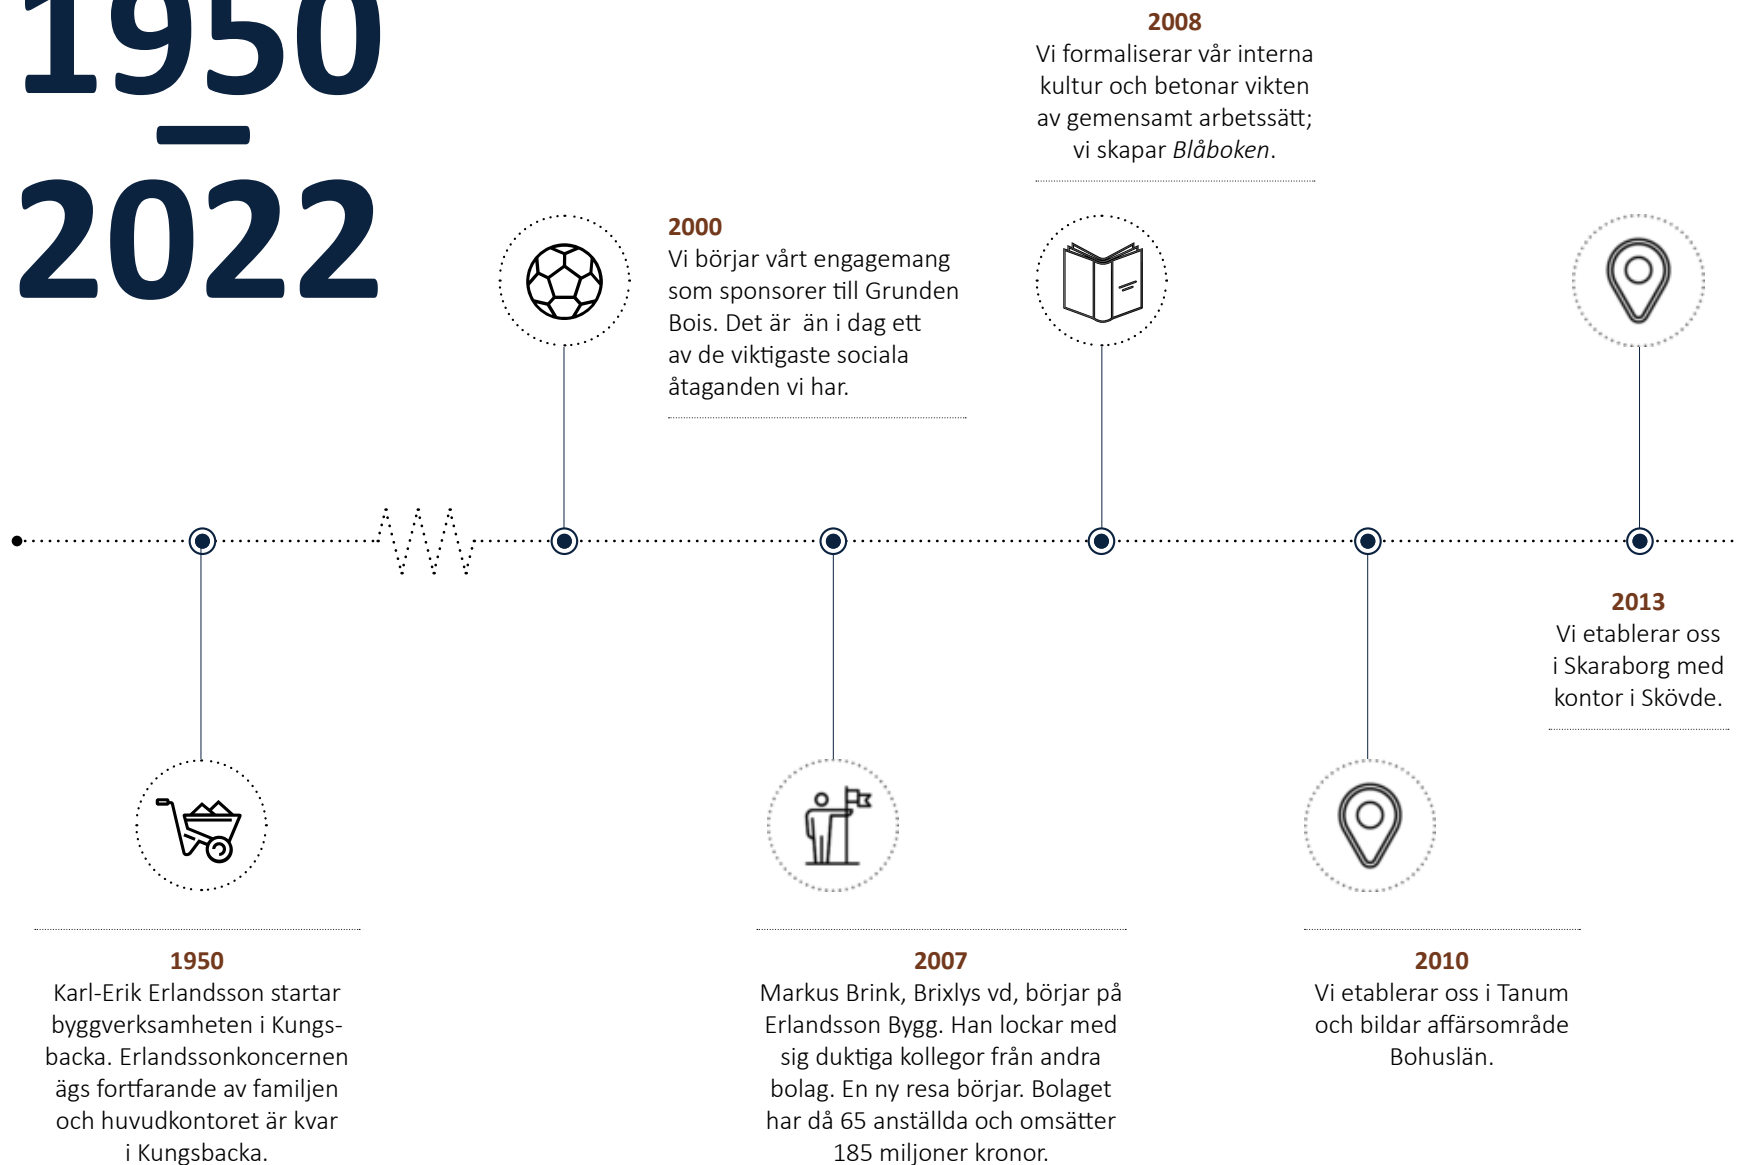 1950
–
2022
2008
Vi formaliserar vår interna
kultur och betonar vikten
av gemensamt arbetssätt;
vi skapar Blåboken.
2000
Vi börjar vårt engagemang
som sponsorer till Grunden
Bois. Det är  än i dag ett
av de viktigaste sociala
åtaganden vi har.
2013
Vi etablerar oss
i Skaraborg med
kontor i Skövde.
1950
Karl-Erik Erlandsson startar
byggverksamheten i Kungs-
backa. Erlandssonkoncernen
ägs fortfarande av familjen
och huvudkontoret är kvar
i Kungsbacka.
2007
Markus Brink, Brixlys vd, börjar på
Erlandsson Bygg. Han lockar med
sig duktiga kollegor från andra
bolag. En ny resa börjar. Bolaget
har då 65 anställda och omsätter
185 miljoner kronor.
2010
Vi etablerar oss i Tanum
och bildar affärsområde
Bohuslän.